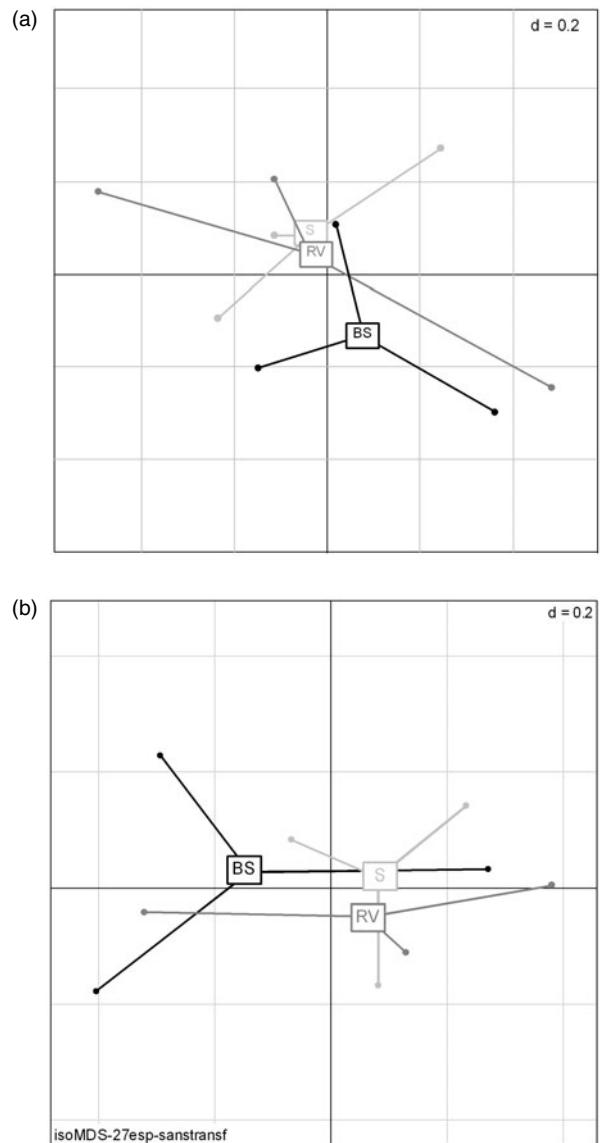 (a)
d = 0.2
S
RV
BS
(b)
d = 0.2
BS
S
RV
isoMDS-27esp-sanstransf